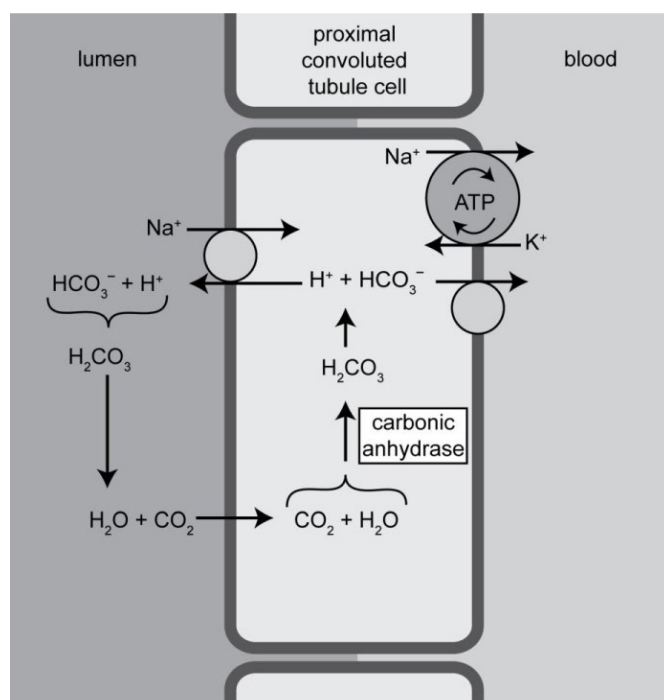 lumen
proximal
convoluted
tubule cell
blood
Na⁺
ATP
K⁺
Na⁺
HCO₃⁻ + H⁺
H⁺ + HCO₃⁻
H₂CO₃
H₂CO₃
carbonic
anhydrase
H₂O + CO₂
CO₂ + H₂O